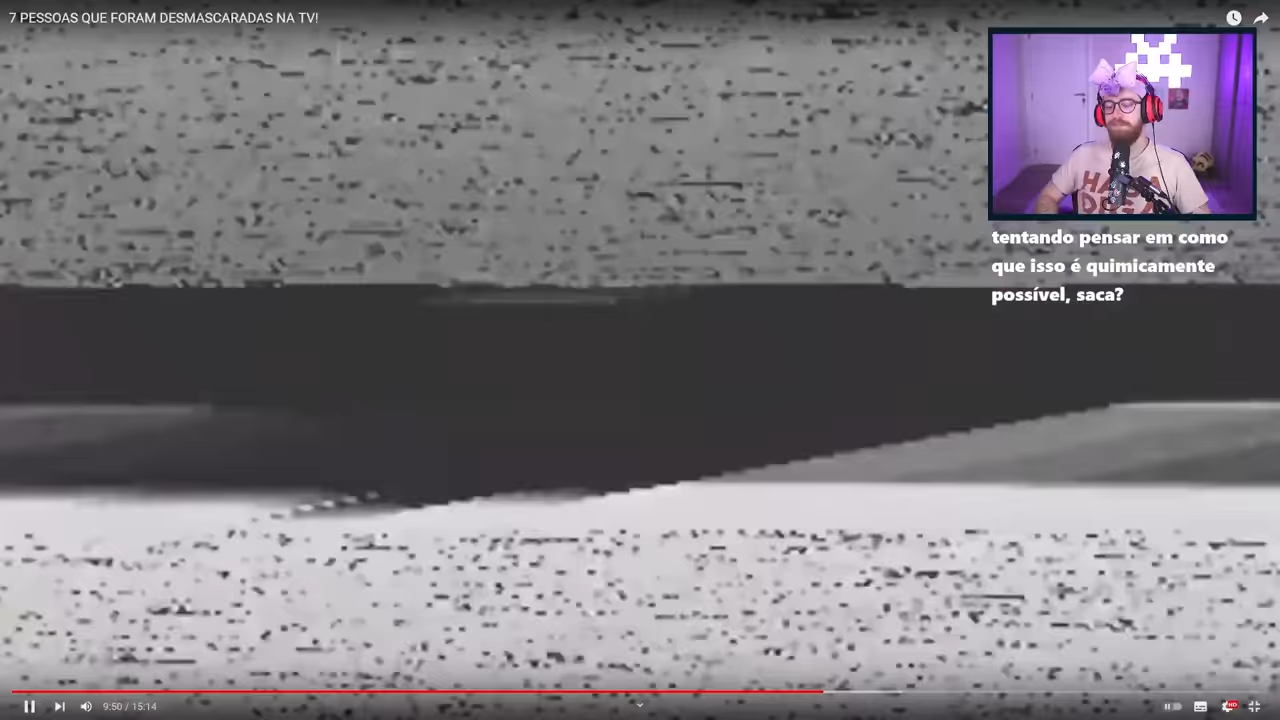 7 PESSOAS QUE FORAM DESMASCARADAS NA TV!
tentando pensar em como
que isso é quimicamente
possível, saca?
9:50 / 15:14
HD